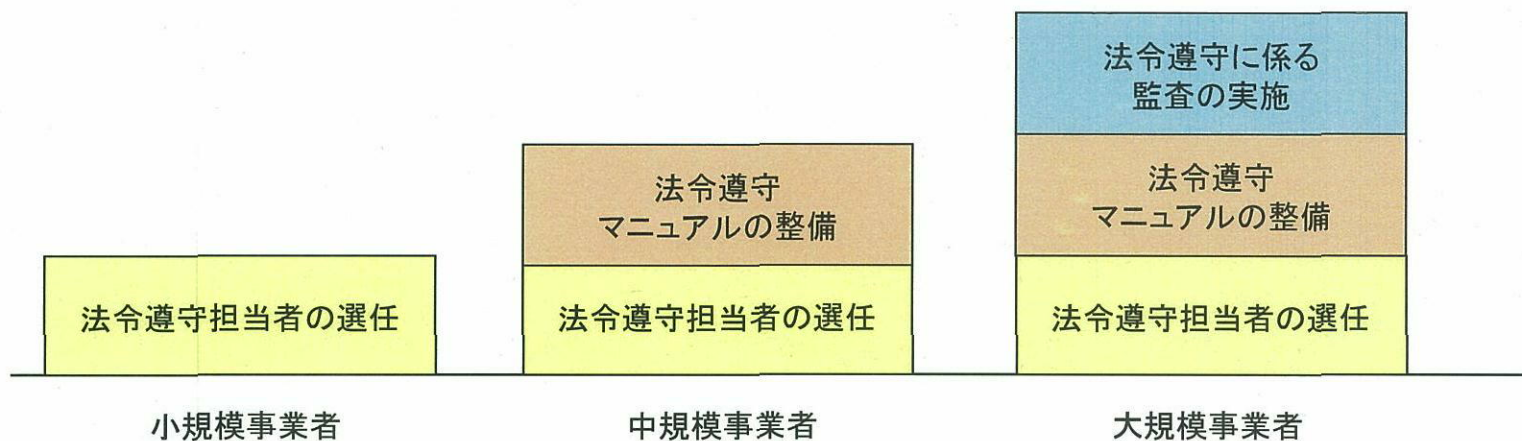 法令遵守に係る
監査の実施
法令遵守
マニュアルの整備
法令遵守
マニュアルの整備
法令遵守担当者の選任
法令遵守担当者の選任
法令遵守担当者の選任
小規模事業者
中規模事業者
大規模事業者